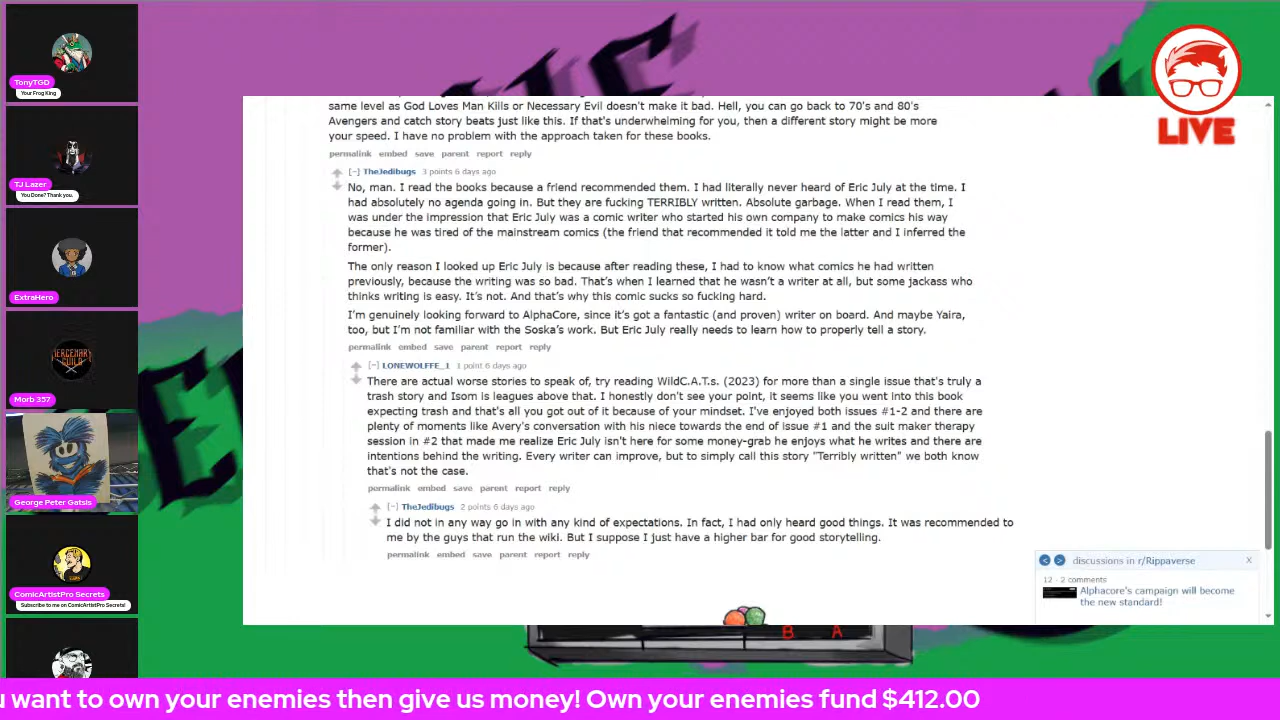 TonyTGD
Your Frog King
TJ Lazer
You Done? Thank you.
ExtraHero
MERCENARY
GUILD
Morb 357
George Peter Gatsis
ComicArtistPro Secrets
Subscribe to me on ComicArtistPro Secrets!
LIVE
same level as God Loves Man Kills or Necessary Evil doesn't make it bad. Hell, you can go back to 70's and 80's
Avengers and catch story beats just like this. If that's underwhelming for you, then a different story might be more
your speed. I have no problem with the approach taken for these books.
permalink embed save parent report reply
[-] TheJedibugs 3 points 6 days ago
No, man. I read the books because a friend recommended them. I had literally never heard of Eric July at the time. I
had absolutely no agenda going in. But they are fucking TERRIBLY written. Absolute garbage. When I read them, I
was under the impression that Eric July was a comic writer who started his own company to make comics his way
because he was tired of the mainstream comics (the friend that recommended it told me the latter and I inferred the
former).
The only reason I looked up Eric July is because after reading these, I had to know what comics he had written
previously, because the writing was so bad. That's when I learned that he wasn't a writer at all, but some jackass who
thinks writing is easy. It's not. And that's why this comic sucks so fucking hard.
I'm genuinely looking forward to AlphaCore, since it's got a fantastic (and proven) writer on board. And maybe Yaira,
too, but I'm not familiar with the Soska's work. But Eric July really needs to learn how to properly tell a story.
permalink embed save parent report reply
[-] LONEWOLFFE_1 1 point 6 days ago
There are actual worse stories to speak of, try reading WildC.A.T.s. (2023) for more than a single issue that's truly a
trash story and Isom is leagues above that. I honestly don't see your point, it seems like you went into this book
expecting trash and that's all you got out of it because of your mindset. I've enjoyed both issues #1-2 and there are
plenty of moments like Avery's conversation with his niece towards the end of issue #1 and the suit maker therapy
session in #2 that made me realize Eric July isn't here for some money-grab he enjoys what he writes and there are
intentions behind the writing. Every writer can improve, but to simply call this story "Terribly written" we both know
that's not the case.
permalink embed save parent report reply
[-] TheJedibugs 2 points 6 days ago
I did not in any way go in with any kind of expectations. In fact, I had only heard good things. It was recommended to
me by the guys that run the wiki. But I suppose I just have a higher bar for good storytelling.
permalink embed save parent report reply
discussions in r/Rippaverse X
12 · 2 comments
Alphacore's campaign will become
the new standard!
B A
want to own your enemies then give us money! Own your enemies fund $412.00